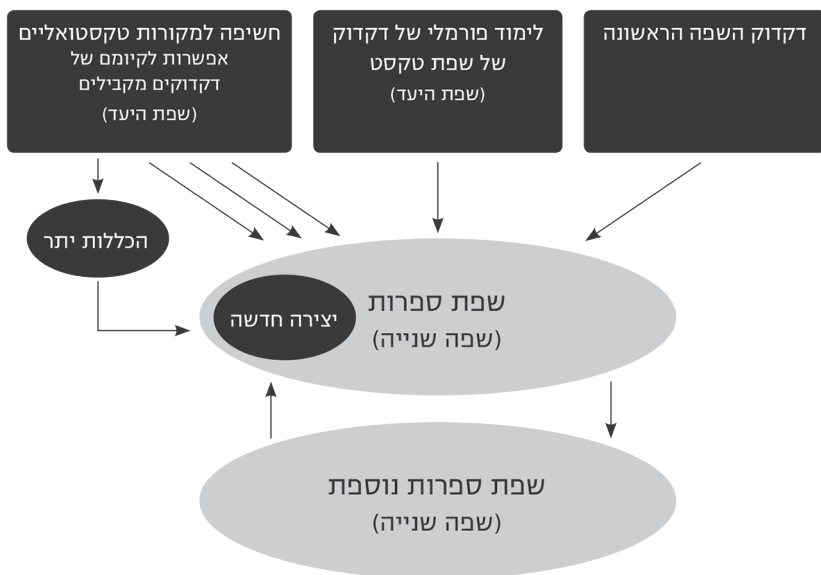 דקדוק השפה הראשונה
לימוד פורמלי של דקדוק
של שפת טקסט
(שפת היעד)
חשיפה למקורות טקסטואליים
אפשרות לקיומם של
דקדוקים מקבילים
(שפת היעד)
הכללות יתר
שפת ספרות
(שפה שנייה)
יצירה חדשה
שפת ספרות נוספת
(שפה שנייה)